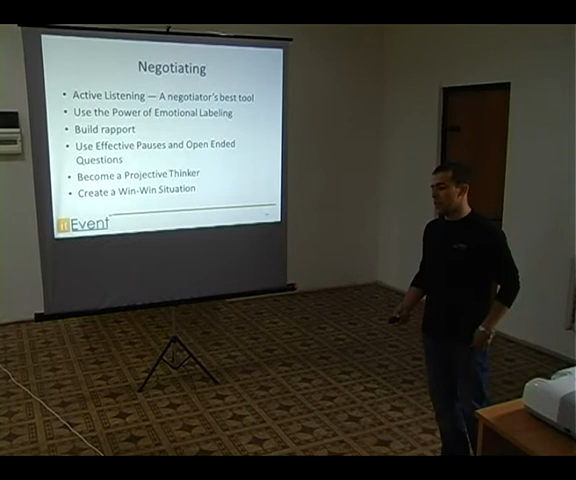 Negotiating
• Active Listening — A negotiator's best tool
• Use the Power of Emotional Labeling
• Build rapport
• Use Effective Pauses and Open Ended
Questions
• Become a Projective Thinker
• Create a Win-Win Situation
itEvent